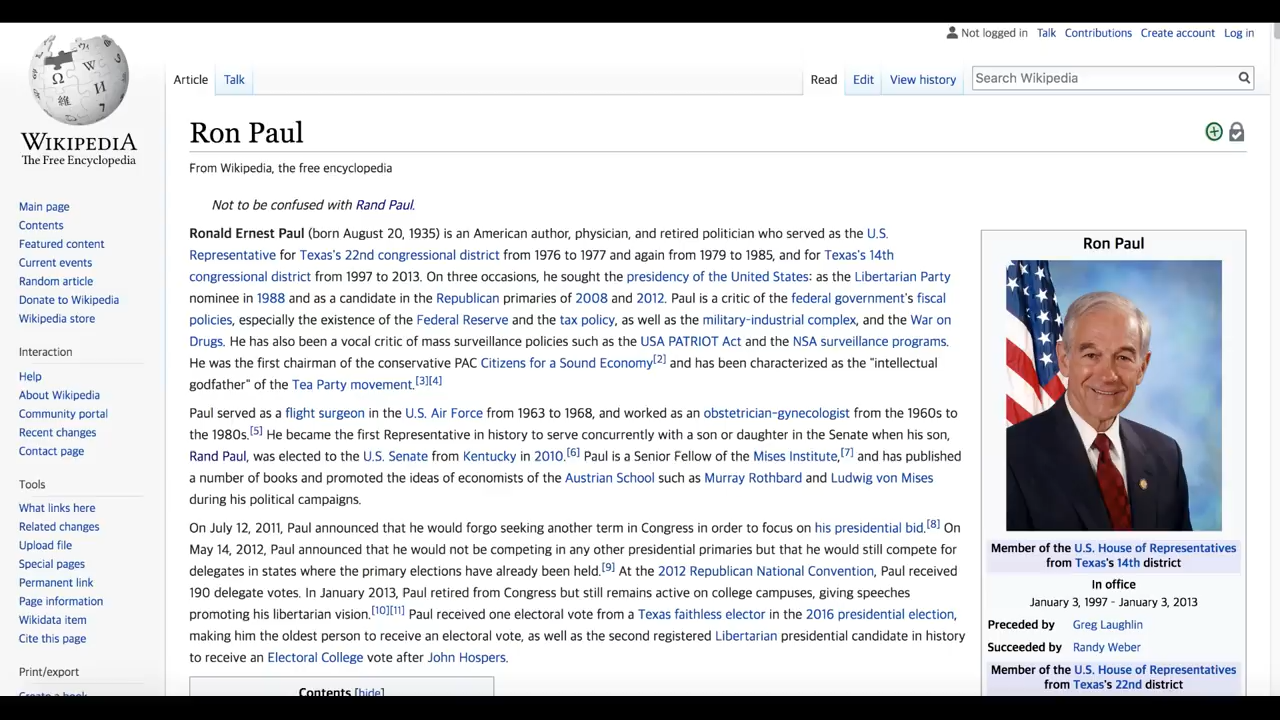 Not logged in Talk Contributions Create account Log in
Article Talk Read Edit View history Search Wikipedia
WIKIPEDIA
The Free Encyclopedia
Main page
Contents
Featured content
Current events
Random article
Donate to Wikipedia
Wikipedia store
Interaction
Help
About Wikipedia
Community portal
Recent changes
Contact page
Tools
What links here
Related changes
Upload file
Special pages
Permanent link
Page information
Wikidata item
Cite this page
Print/export
Create a book
Ron Paul
From Wikipedia, the free encyclopedia
Not to be confused with Rand Paul.
Ronald Ernest Paul (born August 20, 1935) is an American author, physician, and retired politician who served as the U.S.
Representative for Texas's 22nd congressional district from 1976 to 1977 and again from 1979 to 1985, and for Texas's 14th
congressional district from 1997 to 2013. On three occasions, he sought the presidency of the United States: as the Libertarian Party
nominee in 1988 and as a candidate in the Republican primaries of 2008 and 2012. Paul is a critic of the federal government's fiscal
policies, especially the existence of the Federal Reserve and the tax policy, as well as the military-industrial complex, and the War on
Drugs. He has also been a vocal critic of mass surveillance policies such as the USA PATRIOT Act and the NSA surveillance programs.
He was the first chairman of the conservative PAC Citizens for a Sound Economy[2] and has been characterized as the "intellectual
godfather" of the Tea Party movement.[3][4]
Paul served as a flight surgeon in the U.S. Air Force from 1963 to 1968, and worked as an obstetrician-gynecologist from the 1960s to
the 1980s.[5] He became the first Representative in history to serve concurrently with a son or daughter in the Senate when his son,
Rand Paul, was elected to the U.S. Senate from Kentucky in 2010.[6] Paul is a Senior Fellow of the Mises Institute,[7] and has published
a number of books and promoted the ideas of economists of the Austrian School such as Murray Rothbard and Ludwig von Mises
during his political campaigns.
On July 12, 2011, Paul announced that he would forgo seeking another term in Congress in order to focus on his presidential bid.[8] On
May 14, 2012, Paul announced that he would not be competing in any other presidential primaries but that he would still compete for
delegates in states where the primary elections have already been held.[9] At the 2012 Republican National Convention, Paul received
190 delegate votes. In January 2013, Paul retired from Congress but still remains active on college campuses, giving speeches
promoting his libertarian vision.[10][11] Paul received one electoral vote from a Texas faithless elector in the 2016 presidential election,
making him the oldest person to receive an electoral vote, as well as the second registered Libertarian presidential candidate in history
to receive an Electoral College vote after John Hospers.
Contents [hide]
Ron Paul
Member of the U.S. House of Representatives
from Texas's 14th district
In office
January 3, 1997 - January 3, 2013
Preceded by Greg Laughlin
Succeeded by Randy Weber
Member of the U.S. House of Representatives
from Texas's 22nd district